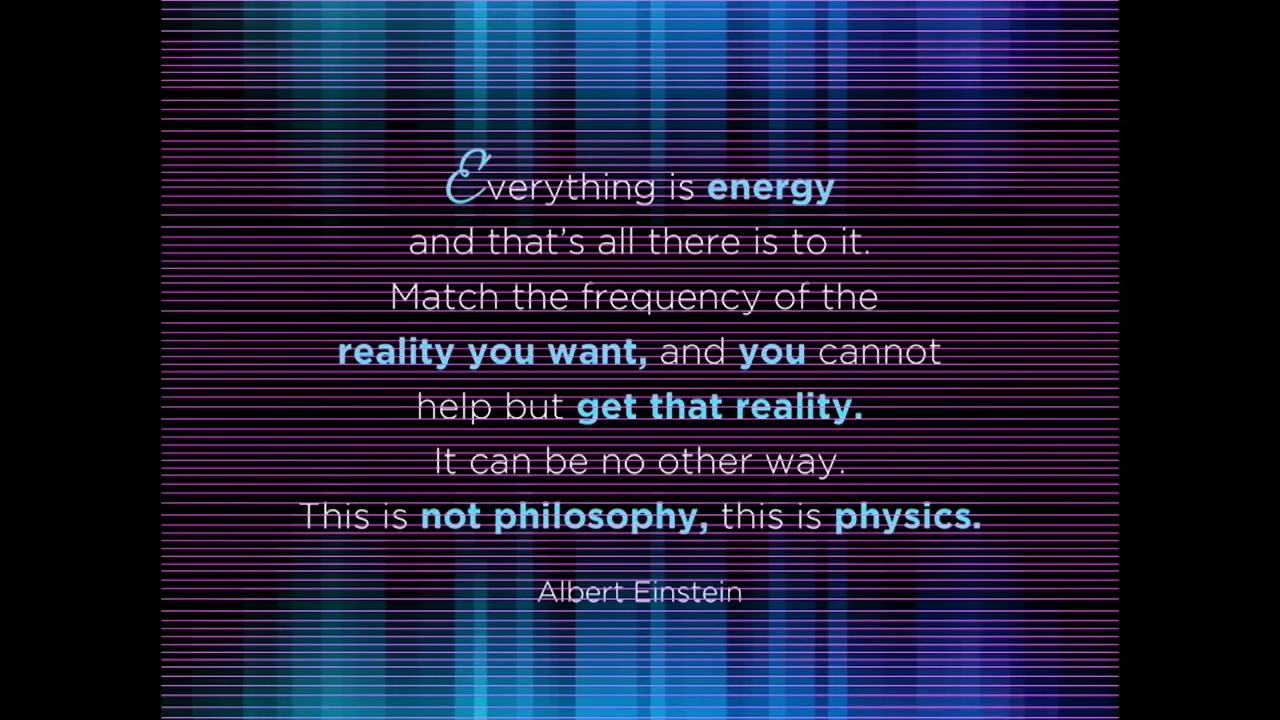 Everything is energy
and that's all there is to it.
Match the frequency of the
reality you want, and you cannot
help but get that reality.
It can be no other way.
This is not philosophy, this is physics.
Albert Einstein